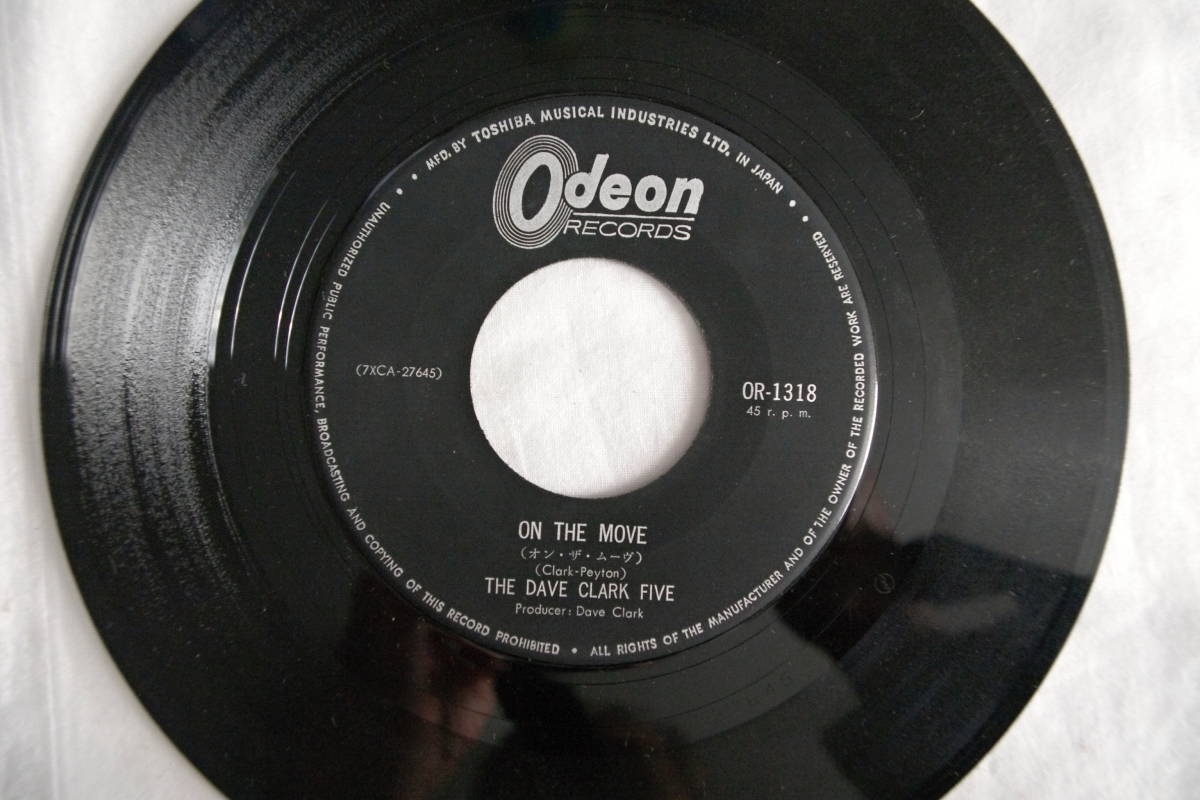 • MFD. BY TOSHIBA MUSICAL INDUSTRIES LTD. IN JAPAN •
Odeon
RECORDS
(7XCA-27645)
OR-1318
45 r. p. m.
ON THE MOVE
(オン・ザ・ムーヴ)
(Clark-Peyton)
THE DAVE CLARK FIVE
Producer: Dave Clark
• UNAUTHORIZED PUBLIC PERFORMANCE, BROADCASTING AND COPYING OF THIS RECORD PROHIBITED • ALL RIGHTS OF THE MANUFACTURER AND OF THE OWNER OF THE RECORDED WORK ARE RESERVED •